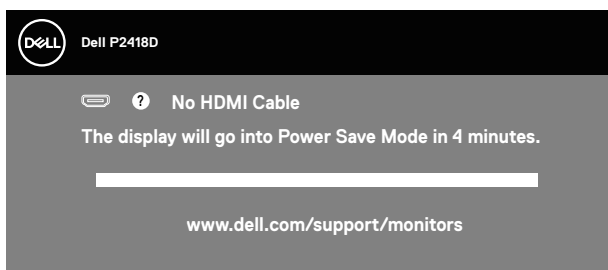 DELL
Dell P2418D
? No HDMI Cable
The display will go into Power Save Mode in 4 minutes.
www.dell.com/support/monitors